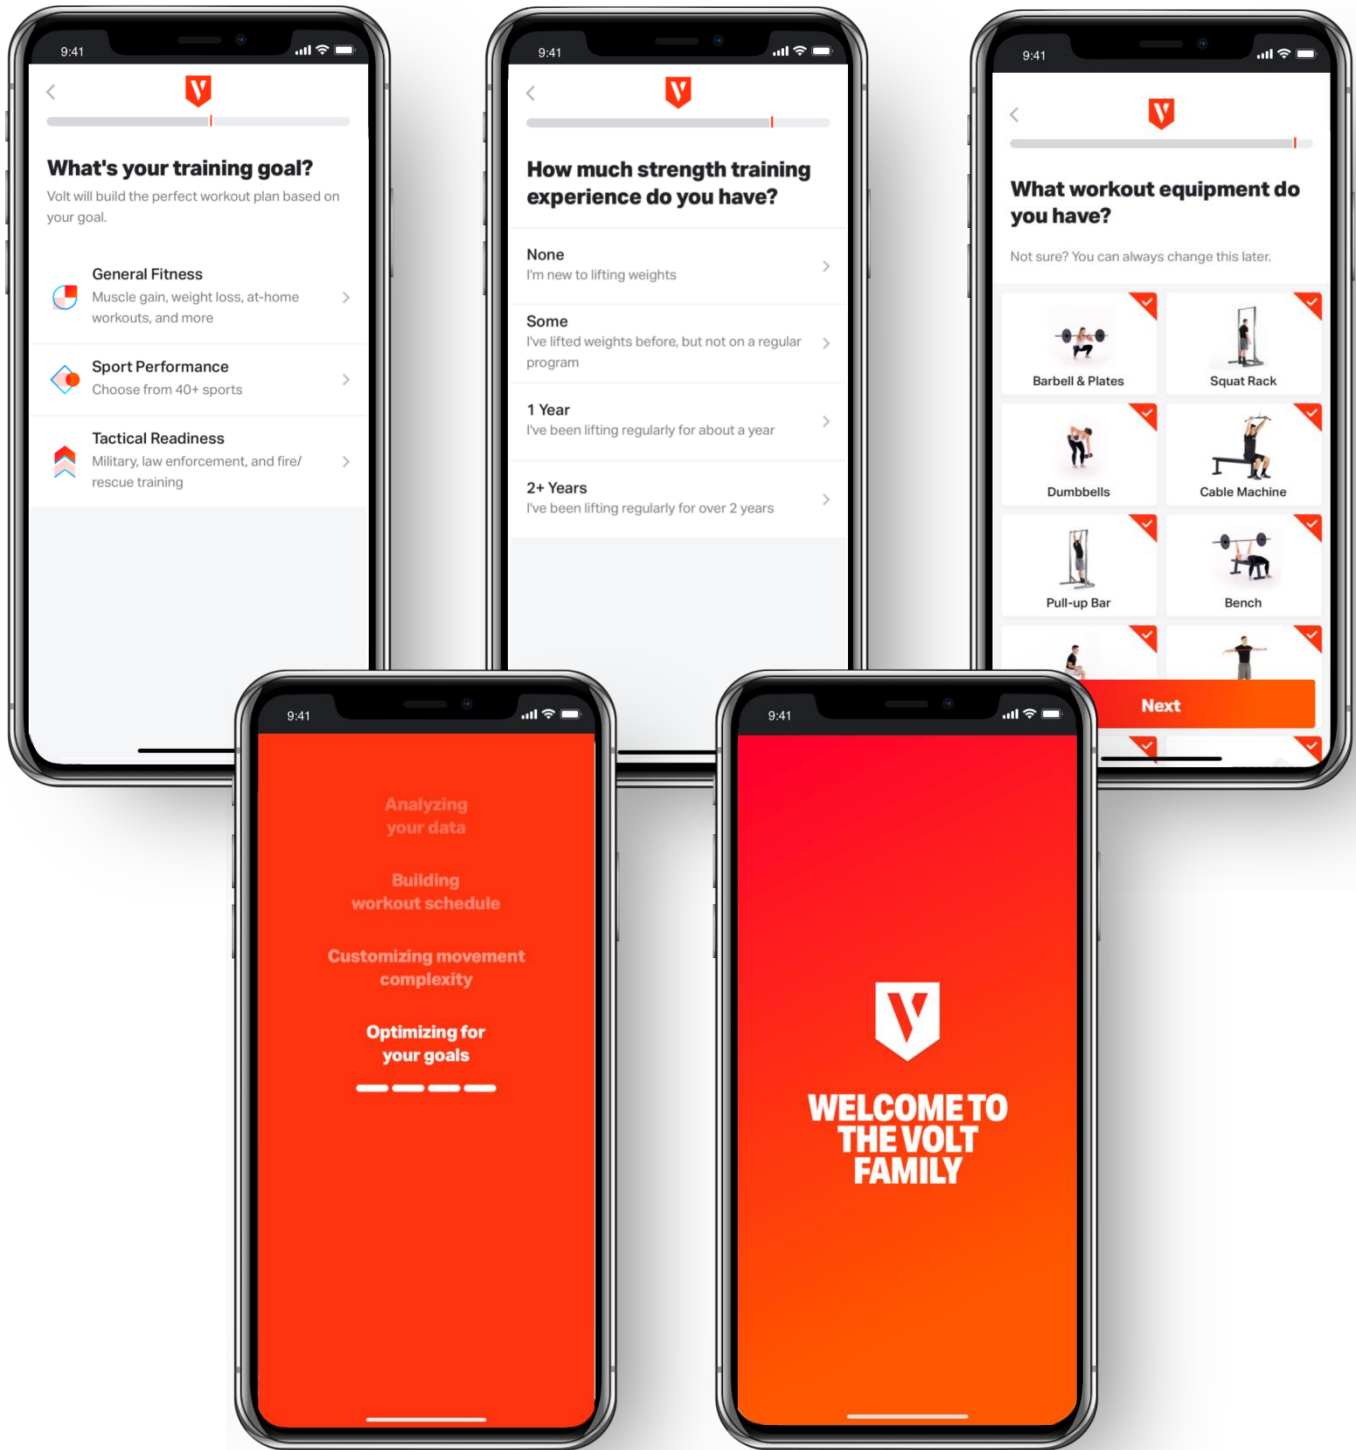 9:41
What's your training goal?
Volt will build the perfect workout plan based on
your goal.
General Fitness
Muscle gain, weight loss, at-home
workouts, and more
Sport Performance
Choose from 40+ sports
Tactical Readiness
Military, law enforcement, and fire/
rescue training
9:41
How much strength training
experience do you have?
None
I'm new to lifting weights
Some
I've lifted weights before, but not on a regular
program
1 Year
I've been lifting regularly for about a year
2+ Years
I've been lifting regularly for over 2 years
9:41
What workout equipment do
you have?
Not sure? You can always change this later.
Barbell & Plates
Squat Rack
Dumbbells
Cable Machine
Pull-up Bar
Bench
Next
9:41
Analyzing
your data
Building
workout schedule
Customizing movement
complexity
Optimizing for
your goals
9:41
V
WELCOME TO
THE VOLT
FAMILY